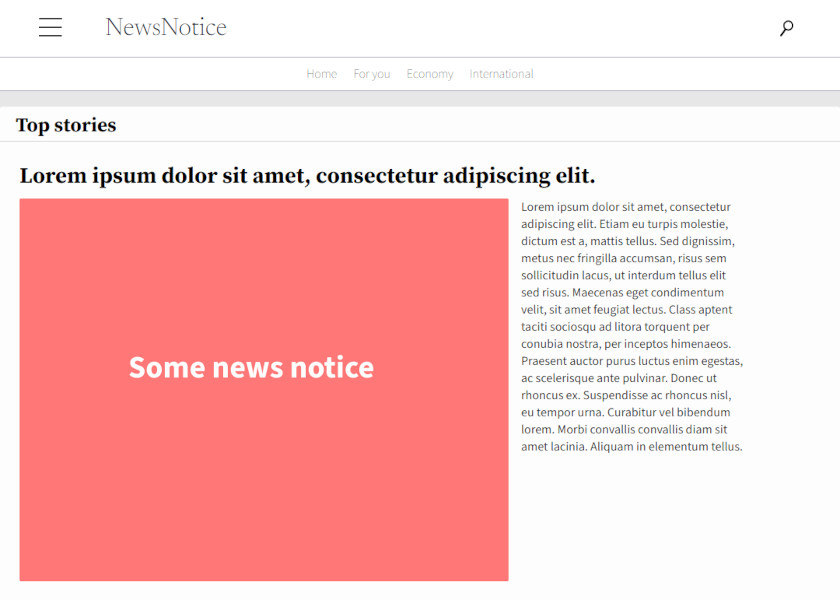 NewsNotice
Home For you Economy International
Top stories
Lorem ipsum dolor sit amet, consectetur adipiscing elit.
Some news notice
Lorem ipsum dolor sit amet, consectetur
adipiscing elit. Etiam eu turpis molestie,
dictum est a, mattis tellus. Sed dignissim,
metus nec fringilla accumsan, risus sem
sollicitudin lacus, ut interdum tellus elit
sed risus. Maecenas eget condimentum
velit, sit amet feugiat lectus. Class aptent
taciti sociosqu ad litora torquent per
conubia nostra, per inceptos himenaeos.
Praesent auctor purus luctus enim egestas,
ac scelerisque ante pulvinar. Donec ut
rhoncus ex. Suspendisse ac rhoncus nisl,
eu tempor urna. Curabitur vel bibendum
lorem. Morbi convallis convallis diam sit
amet lacinia. Aliquam in elementum tellus.